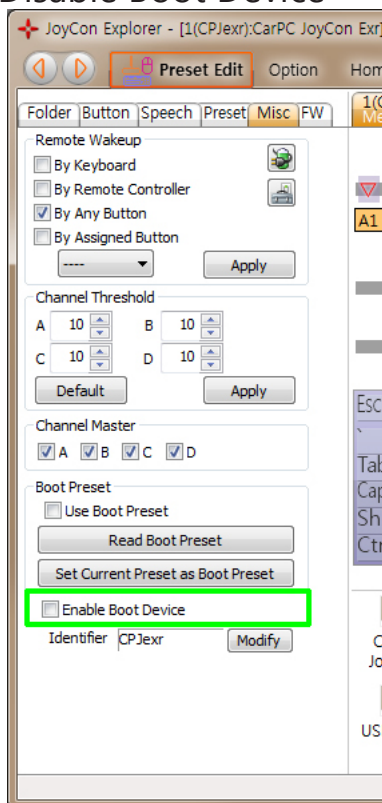 Disable Boot Device
JoyCon Explorer - [1(CPJexr):CarPC JoyCon Exr]
Preset Edit Option Hom
Folder Button Speech Preset Misc FW
Remote Wakeup
By Keyboard
By Remote Controller
By Any Button
By Assigned Button
---- Apply
Channel Threshold
A 10 B 10
C 10 D 10
Default Apply
Channel Master
A B C D
Boot Preset
Use Boot Preset
Read Boot Preset
Set Current Preset as Boot Preset
Enable Boot Device
Identifier CPJexr Modify
A1
Esc
`
Tab
Cap
Sh
Ctr
C
Jo
US